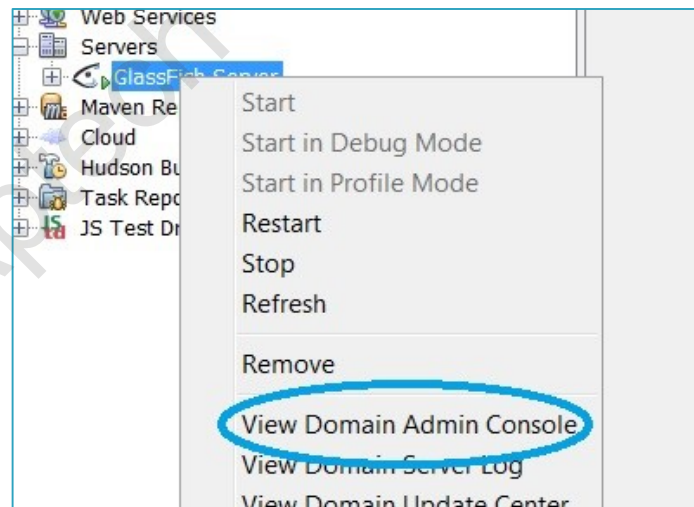 Web Services
Servers
GlassFish Server
Maven Re
Cloud
Hudson Bu
Task Repo
JS Test Dr
Start
Start in Debug Mode
Start in Profile Mode
Restart
Stop
Refresh
Remove
View Domain Admin Console
View Domain Server Log
View Domain Update Center